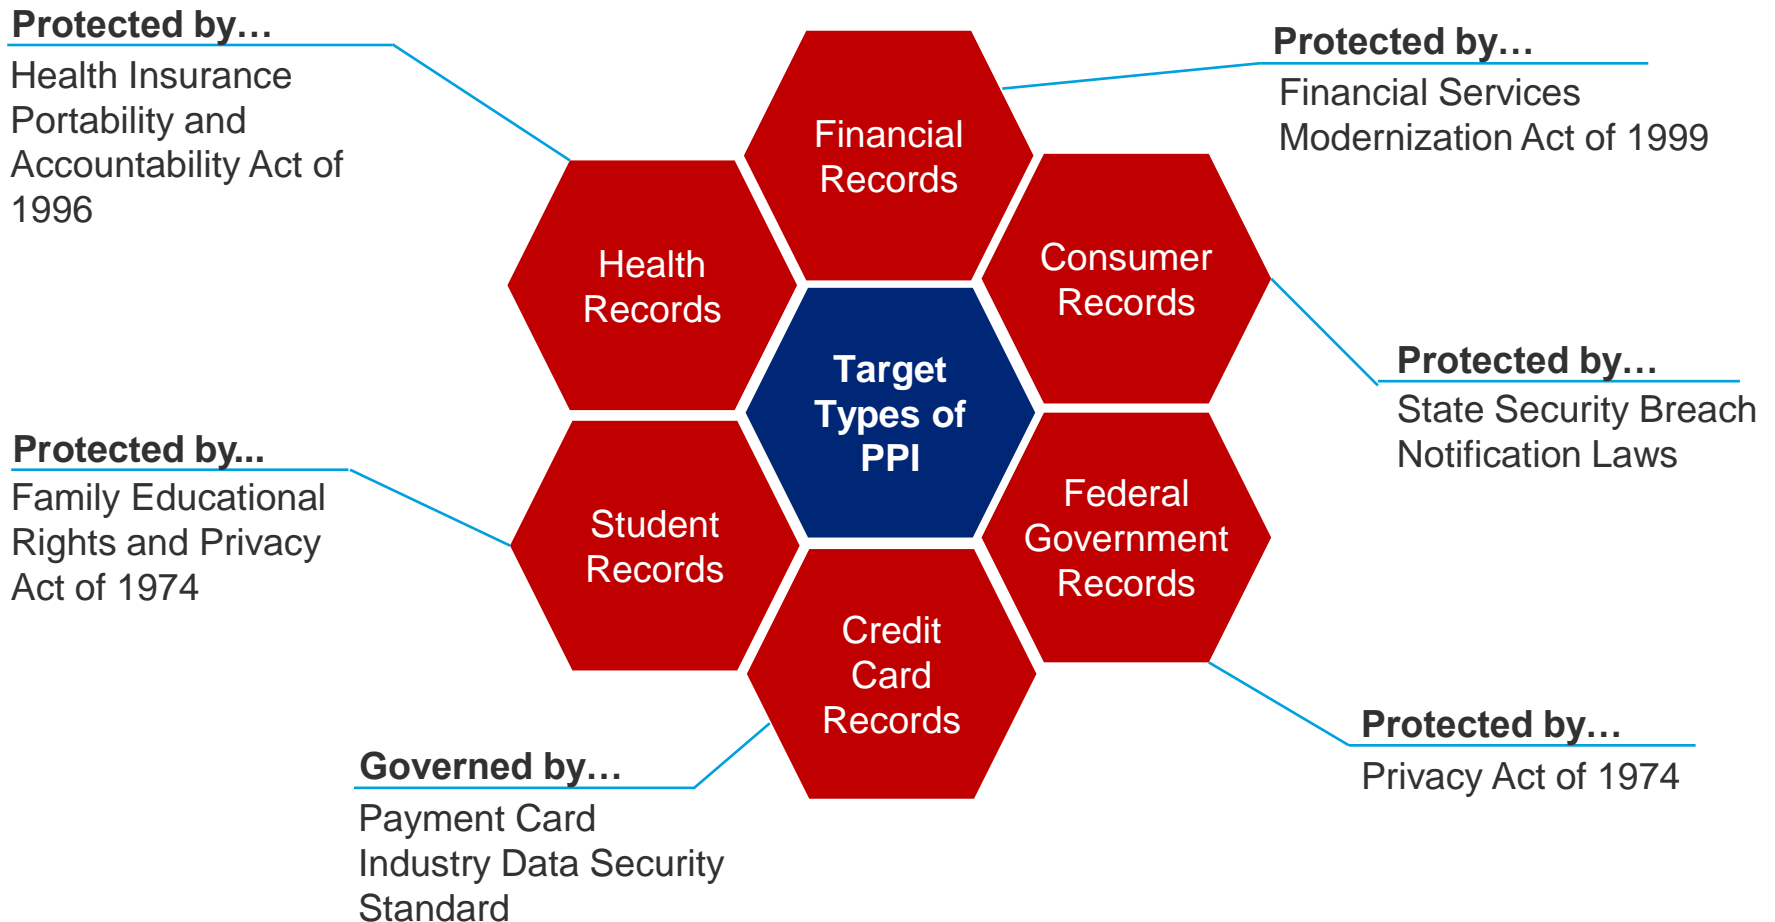 Protected by…
Health Insurance
Portability and
Accountability Act of
1996
Financial
Records
Protected by…
Financial Services
Modernization Act of 1999
Health
Records
Consumer
Records
Target
Types of
PPI
Protected by…
State Security Breach
Notification Laws
Protected by...
Family Educational
Rights and Privacy
Act of 1974
Student
Records
Federal
Government
Records
Credit
Card
Records
Governed by…
Payment Card
Industry Data Security
Standard
Protected by…
Privacy Act of 1974